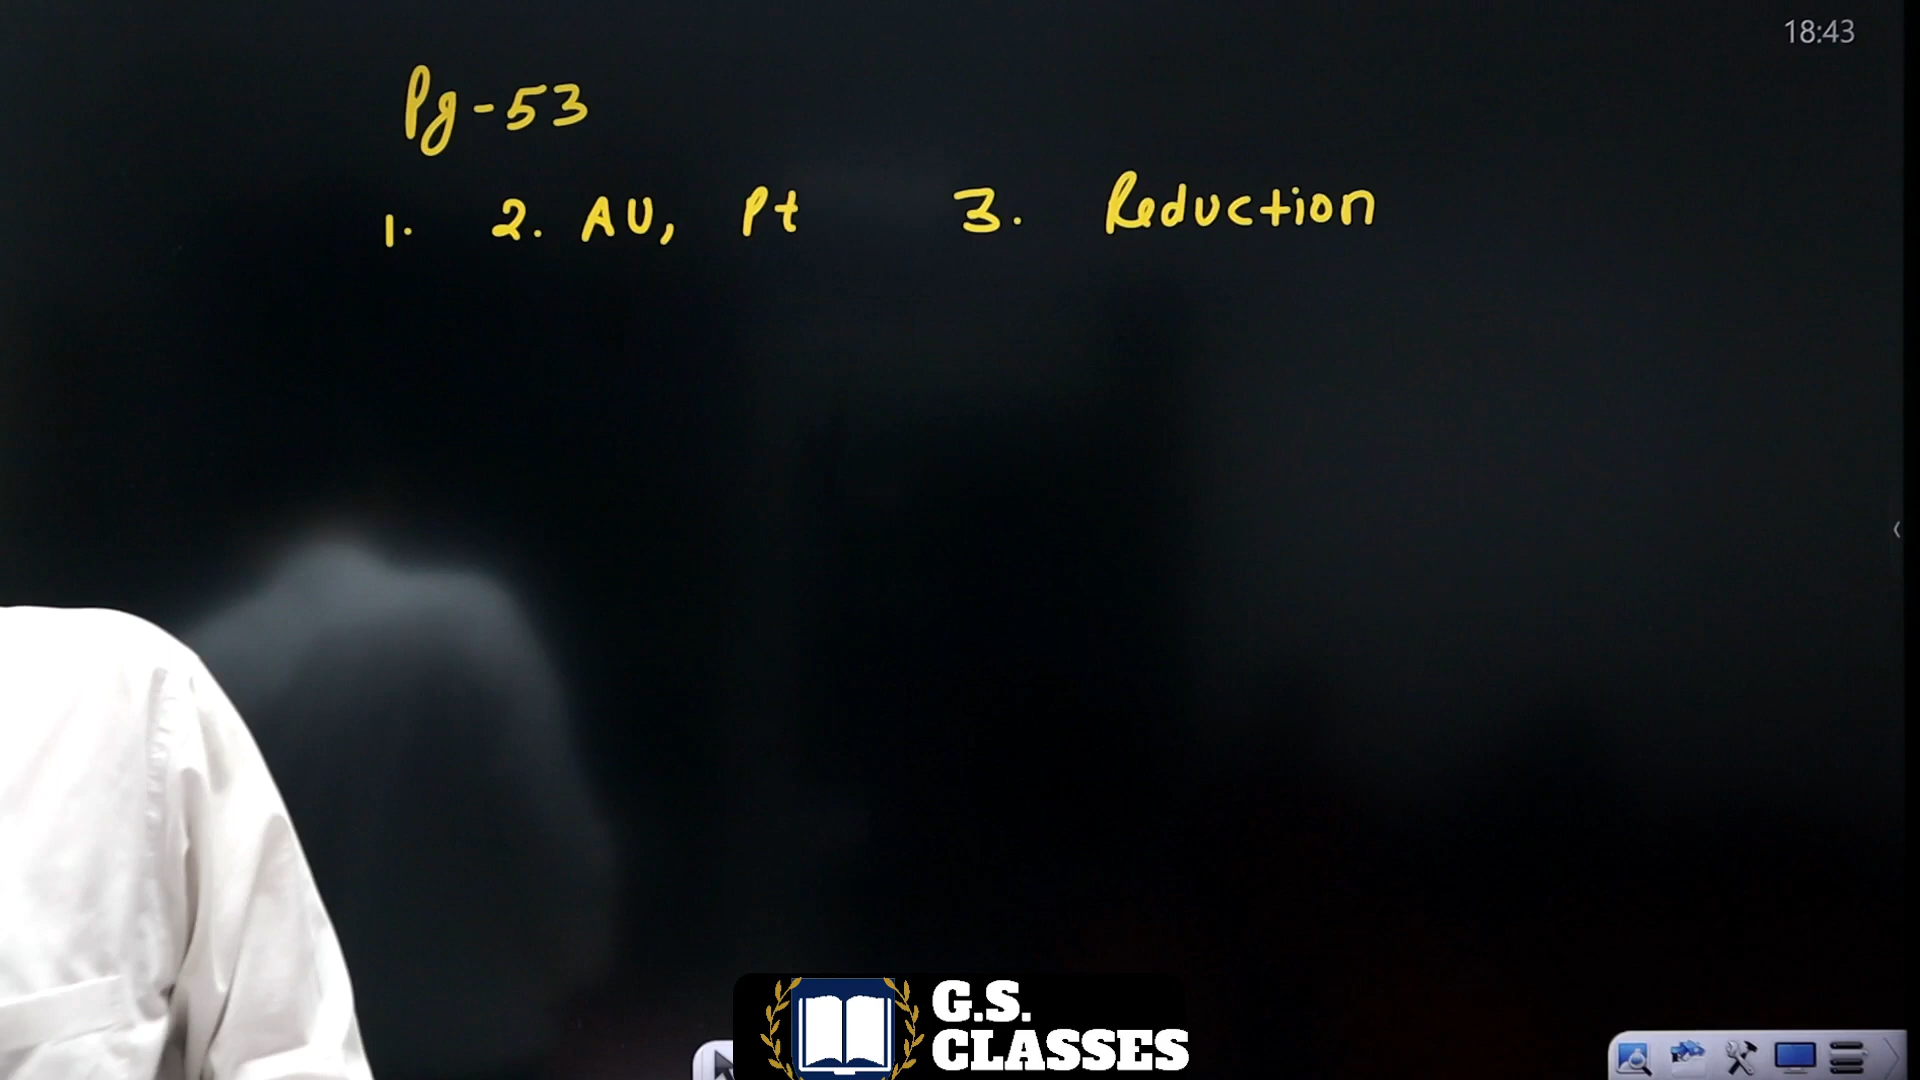 18:43
Pg-53
1. 2. AU, Pt 3. Reduction
G.S.
CLASSES